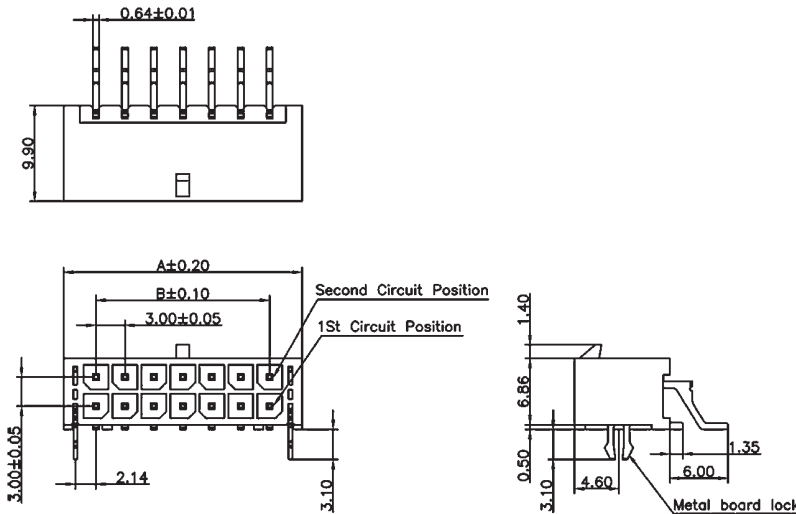 0.64±0.01
9.90
A±0.20
B±0.10
3.00±0.05
Second Circuit Position
1St Circuit Position
3.00±0.05
2.14
3.10
1.40
6.86
0.50
3.10
4.60
1.35
6.00
Metal board lock